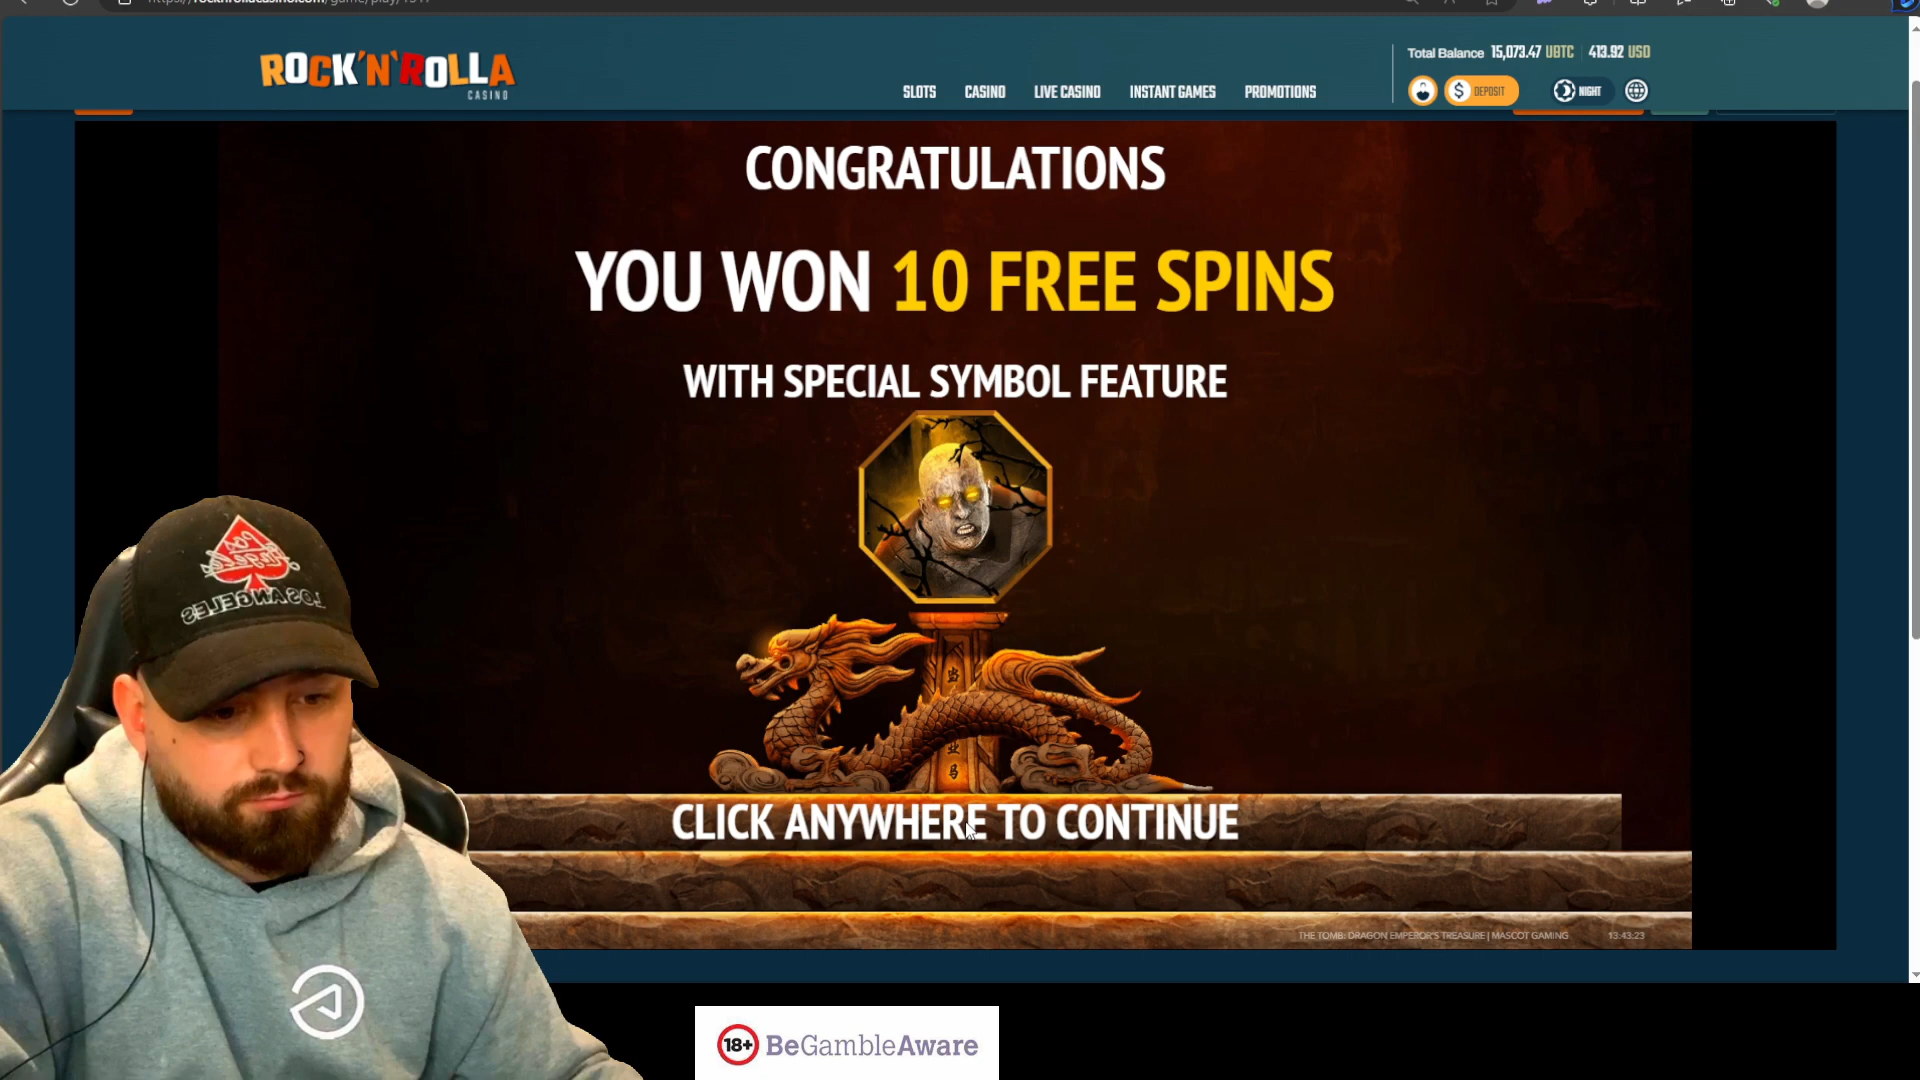 ROCK'N'ROLLA
CASINO
SLOTS CASINO LIVE CASINO INSTANT GAMES PROMOTIONS
Total Balance 15,073.47 UBTC 413.92 USD
$ DEPOSIT NIGHT
CONGRATULATIONS
YOU WON 10 FREE SPINS
WITH SPECIAL SYMBOL FEATURE
CLICK ANYWHERE TO CONTINUE
THE TOMB: DRAGON EMPEROR'S TREASURE | MASCOT GAMING 13:43:23
Los Angeles
LOS ANGELES
18+ BeGambleAware